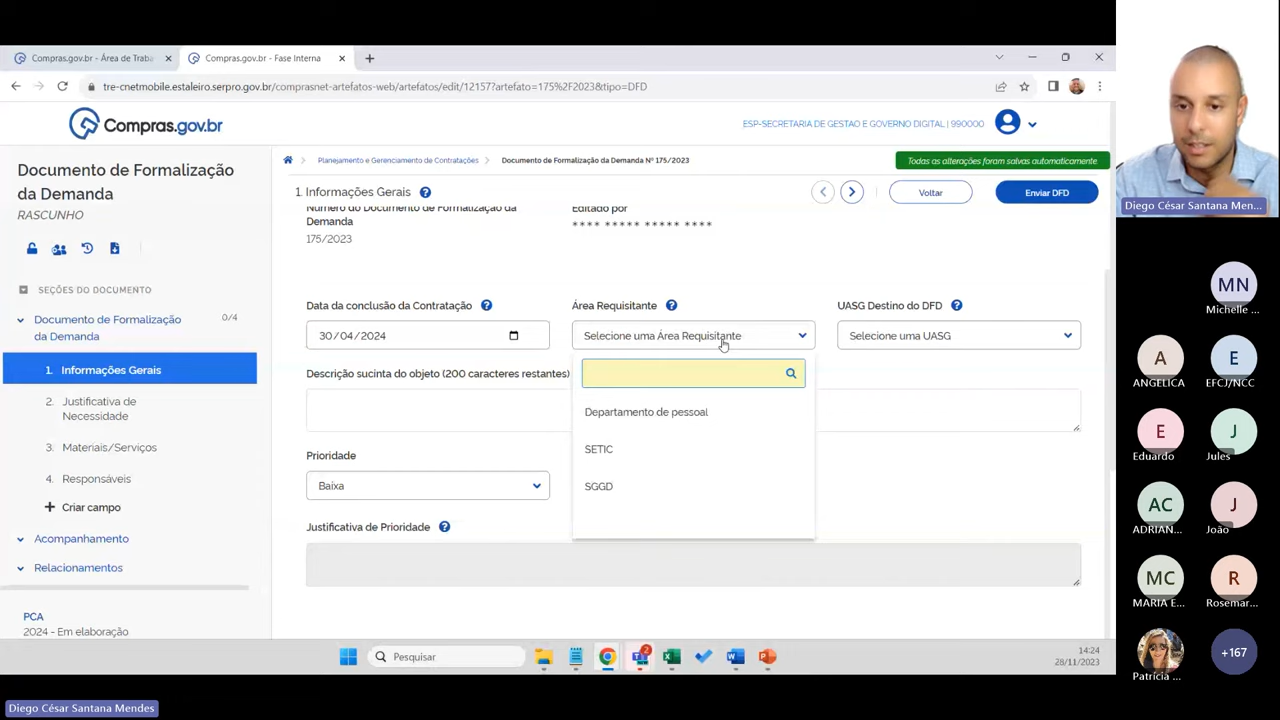 Compras.gov.br - Área de Traba
Compras.gov.br - Fase Interna
tre-cnetmobile.estaleiro.serpro.gov.br/comprasnet-artefatos-web/artefatos/edit/12157?artefato=175%2F2023&tipo=DFD
Compras.gov.br
ESP-SECRETARIA DE GESTAO E GOVERNO DIGITAL | 990000
Documento de Formalização
da Demanda
RASCUNHO
SEÇÕES DO DOCUMENTO
Documento de Formalização
da Demanda
0/4
1. Informações Gerais
2. Justificativa de
Necessidade
3. Materiais/Serviços
4. Responsáveis
Criar campo
Acompanhamento
Relacionamentos
PCA
2024 - Em elaboração
Planejamento e Gerenciamento de Contratações
Documento de Formalização da Demanda Nº 175/2023
Todas as alterações foram salvas automaticamente.
1. Informações Gerais
Voltar
Enviar DFD
Número do Documento de Formalização da
Demanda
175/2023
Editado por
**** ***** ***** ****
Data da conclusão da Contratação
30/04/2024
Área Requisitante
Selecione uma Área Requisitante
UASG Destino do DFD
Selecione uma UASG
Departamento de pessoal
SETIC
SGGD
Descrição sucinta do objeto (200 caracteres restantes)
Prioridade
Baixa
Justificativa de Prioridade
Pesquisar
2
14:24
28/11/2023
Diego César Santana Men...
MN
Michelle ...
A
ANGELICA
E
EFCJ/NCC
E
Eduardo
J
Jules
AC
ADRIAN...
J
João
MC
MARIA E...
R
Rosemar...
Patrícia ...
+167
Diego César Santana Mendes